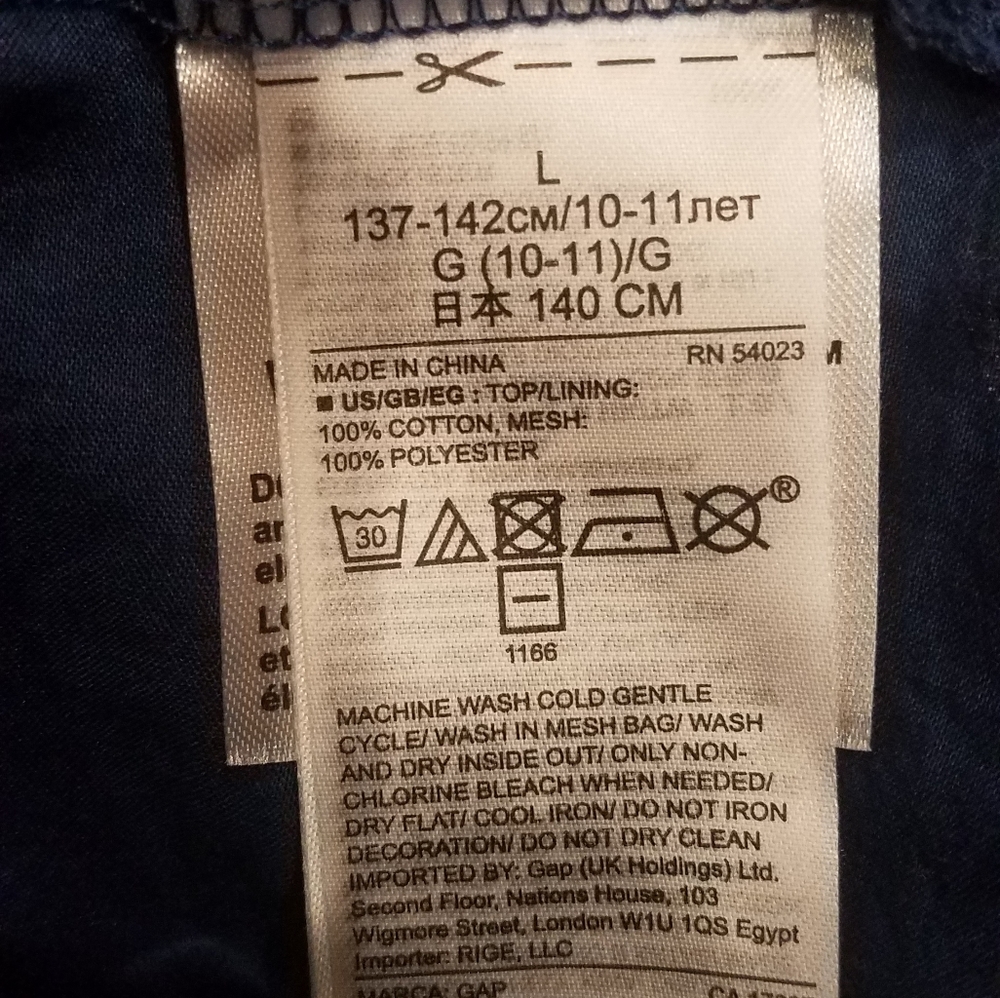 L
137-142см/10-11лет
G (10-11)/G
日本 140 CM
MADE IN CHINA RN 54023
■ US/GB/EG : TOP/LINING:
100% COTTON, MESH:
100% POLYESTER
30
®
1166
MACHINE WASH COLD GENTLE
CYCLE/ WASH IN MESH BAG/ WASH
AND DRY INSIDE OUT/ ONLY NON-
CHLORINE BLEACH WHEN NEEDED/
DRY FLAT/ COOL IRON/ DO NOT IRON
DECORATION/ DO NOT DRY CLEAN
IMPORTED BY: Gap (UK Holdings) Ltd.
Second Floor, Nations House, 103
Wigmore Street, London W1U 1QS Egypt
Importer: RIGE, LLC
MARCA: GAP